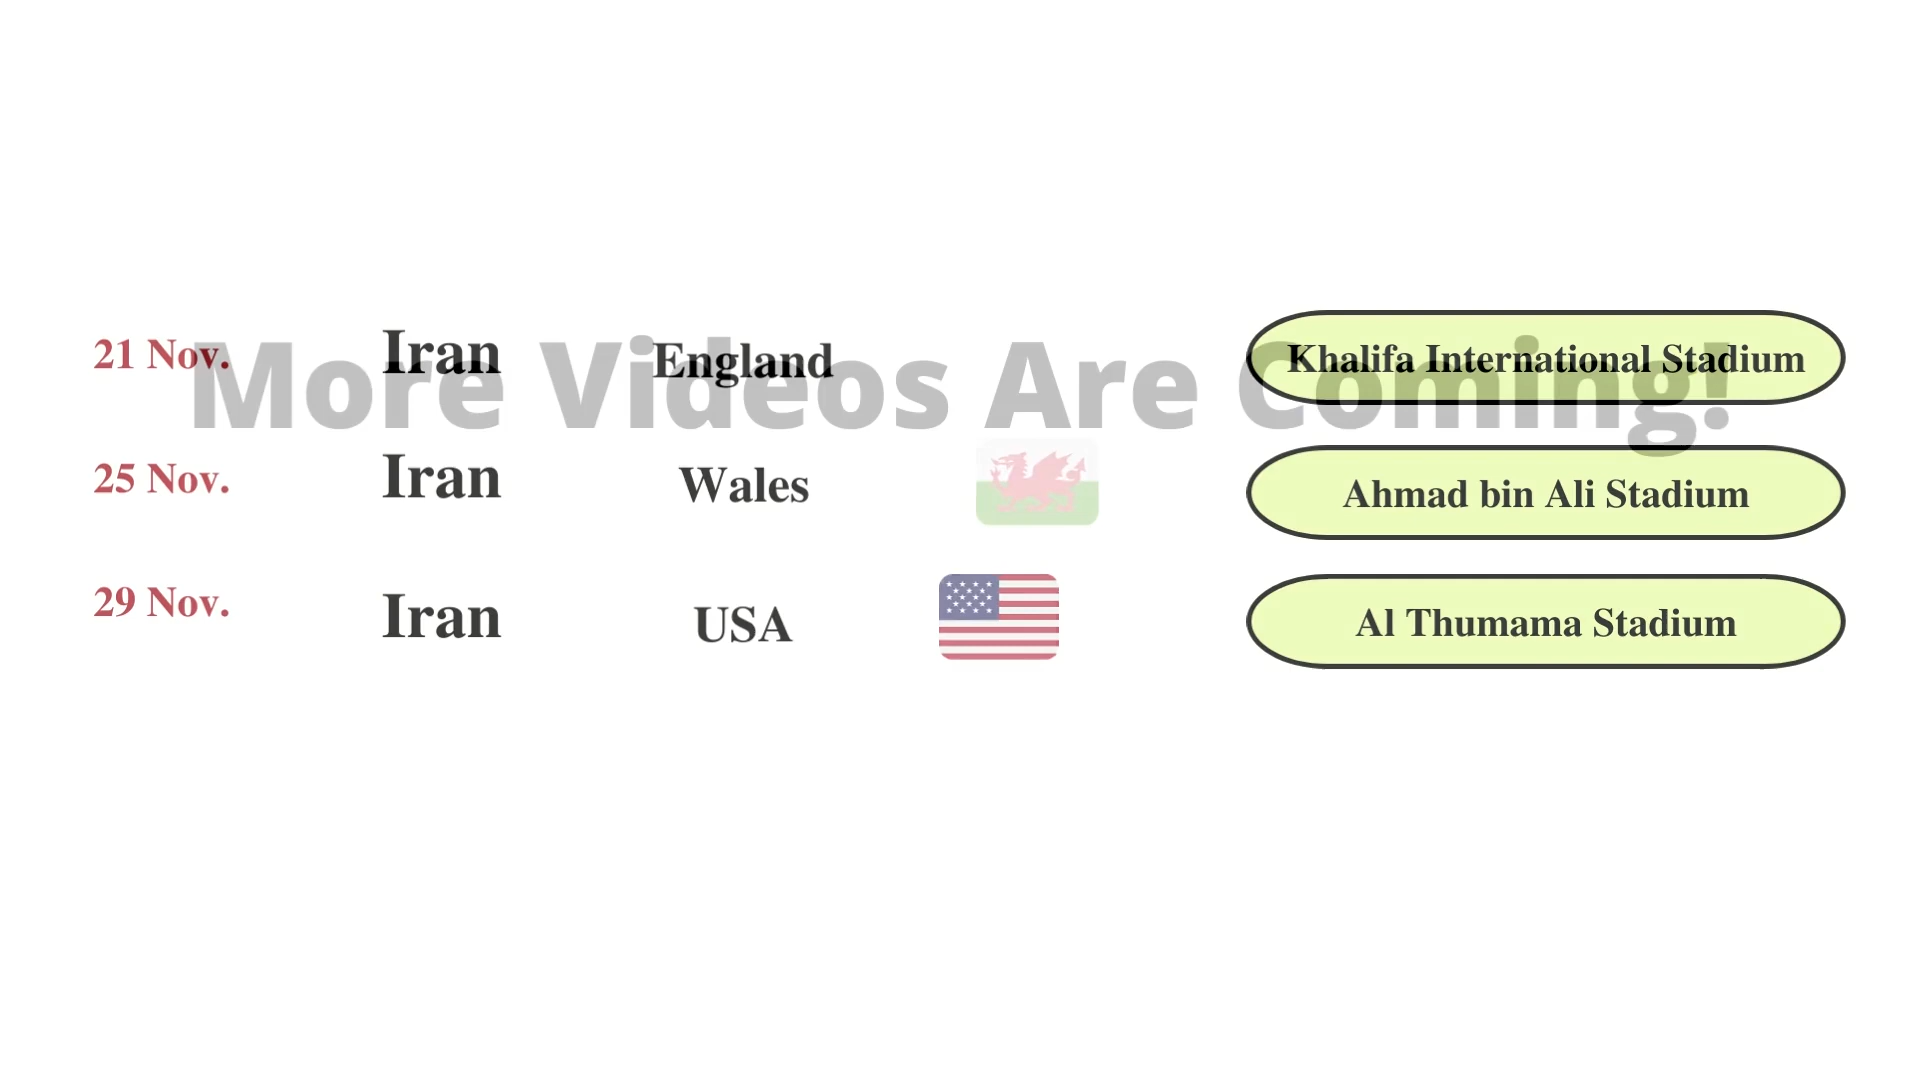 21 Nov. Iran England Khalifa International Stadium
More Videos Are Coming!
25 Nov. Iran Wales Ahmad bin Ali Stadium
29 Nov. Iran USA Al Thumama Stadium